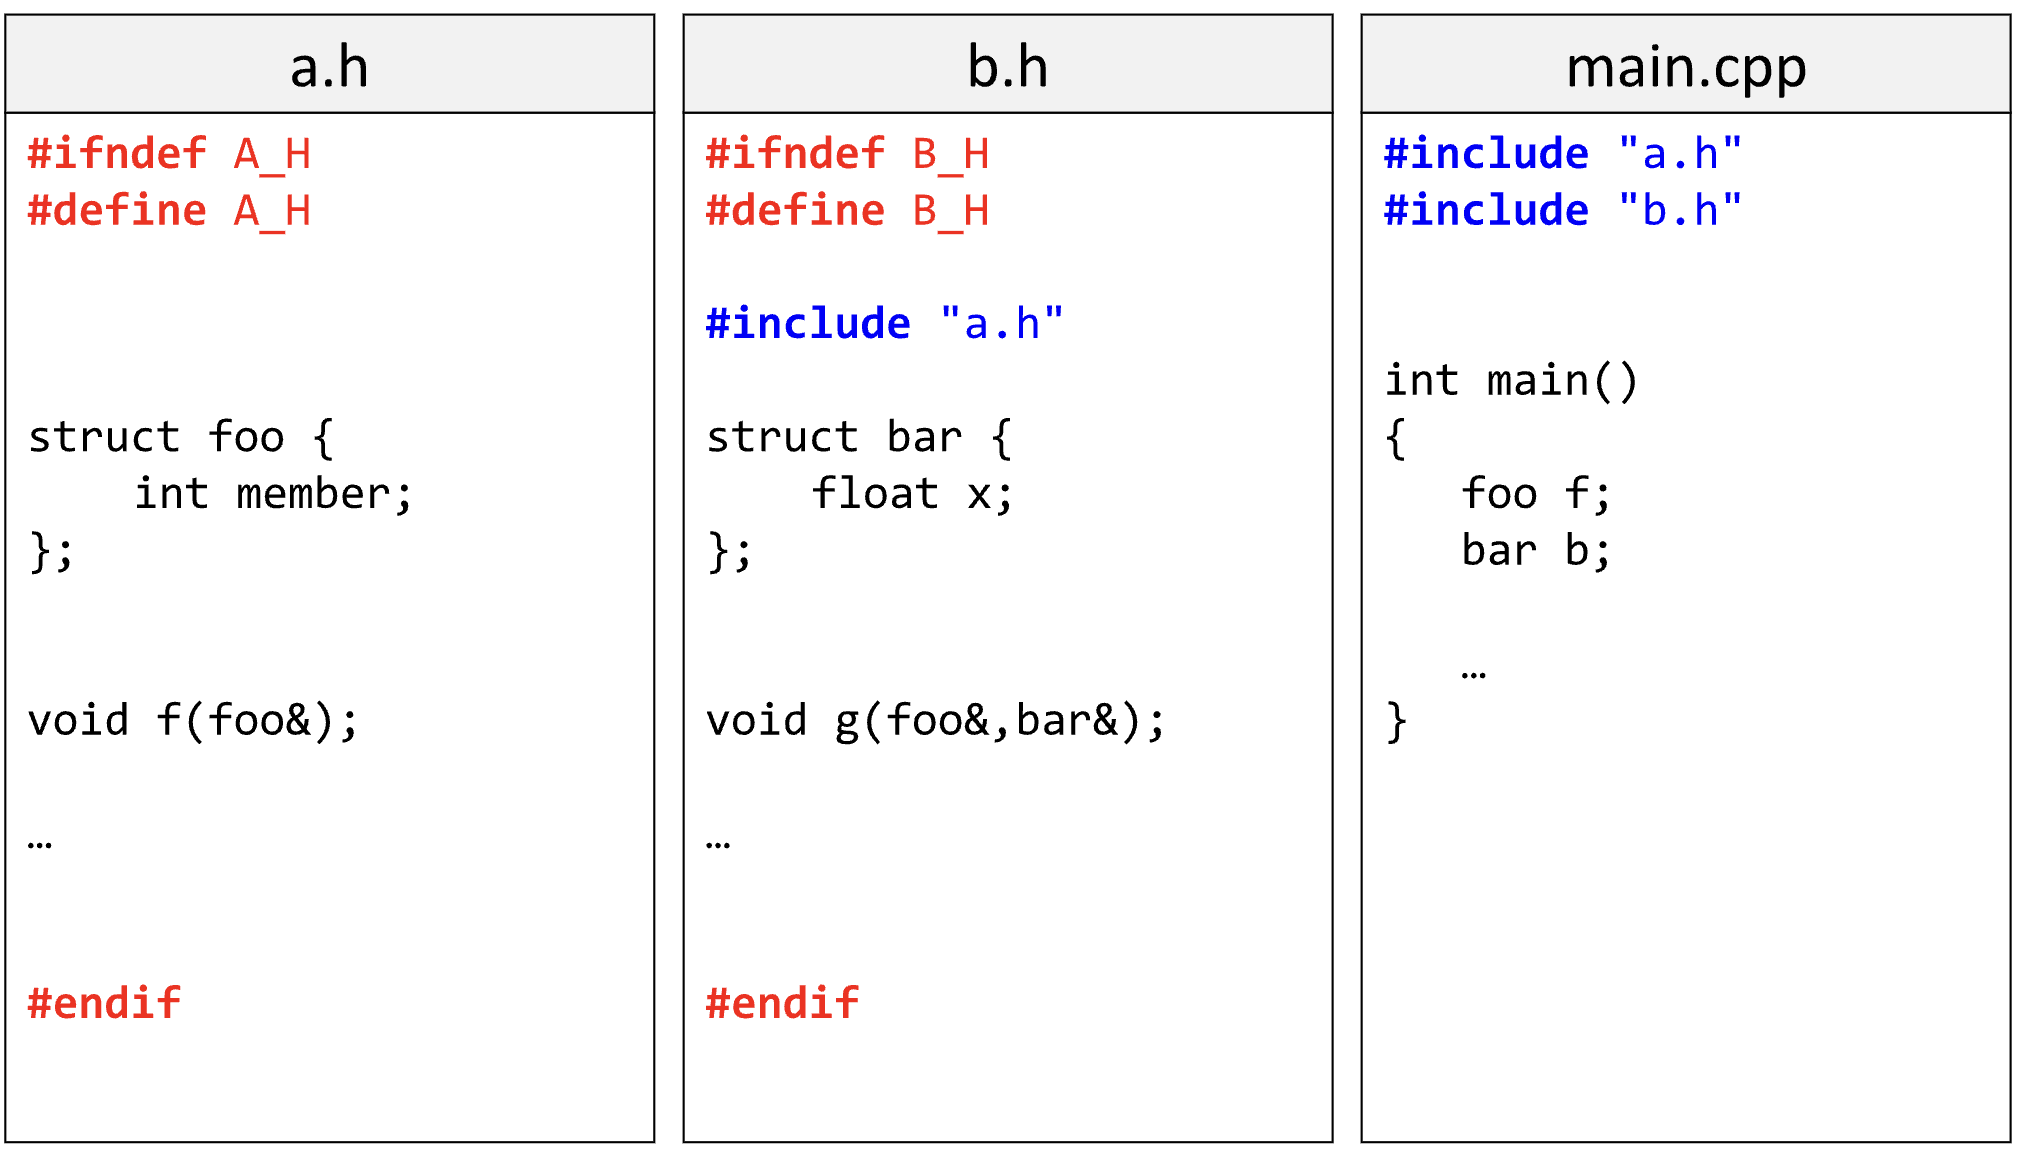 a.h
#ifndef A_H
#define A_H
struct foo {
    int member;
};
void f(foo&);
…
#endif
b.h
#ifndef B_H
#define B_H
#include "a.h"
struct bar {
    float x;
};
void g(foo&,bar&);
…
#endif
main.cpp
#include "a.h"
#include "b.h"
int main()
{
   foo f;
   bar b;
   …
}